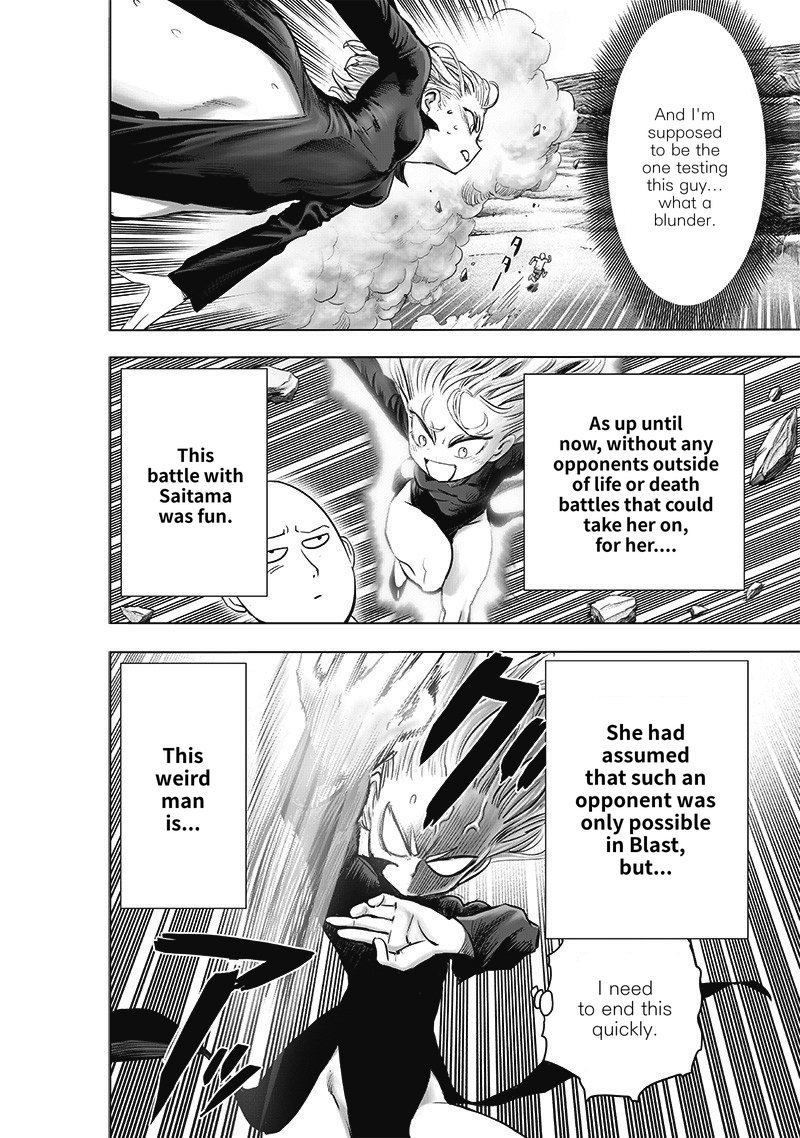 And I'm
supposed
to be the
one testing
this guy...
what a
blunder.
タタ
As up until
now, without any
opponents outside
of life or death
battles that could
take her on,
for her....
This
battle with
Saitama
was fun.
She had
assumed
that such an
opponent was
only possible
in Blast,
but...
This
weird
man
is...
I need
to end this
quickly.